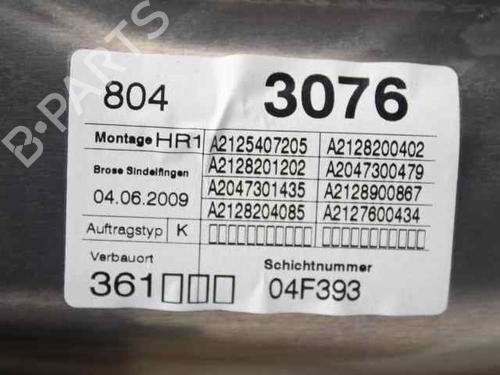 804 3076
Montage HR1 A2125407205 A2128200402
A2128201202 A2047300479
Brose Sindelfingen
04.06.2009 A2047301435 A2128900867
A2128204085 A2127600434
Auftragstyp K
Verbauort Schichtnummer
361 04F393
B-PARTS